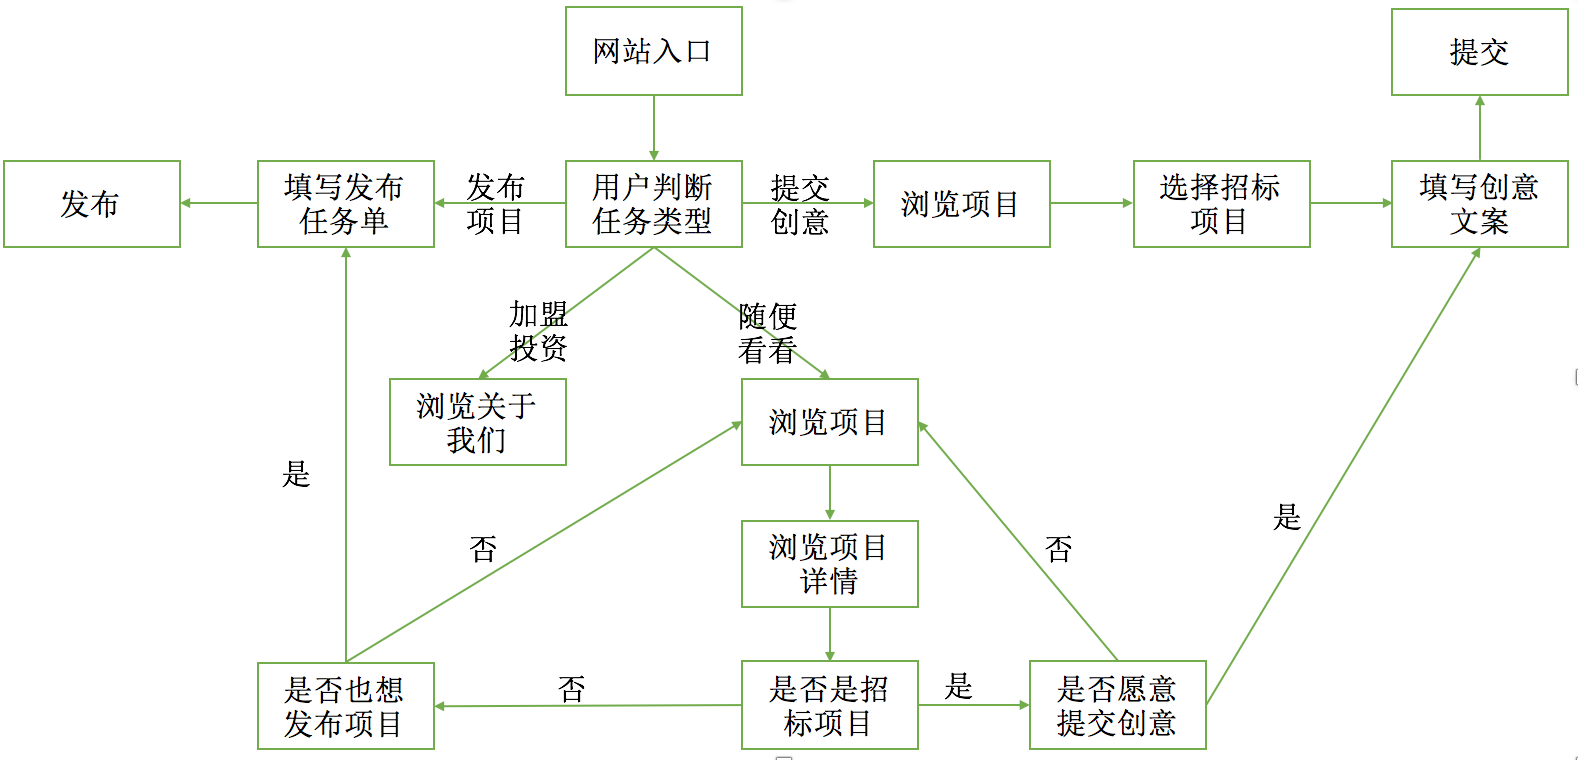 网站入口
提交
发布
填写发布
任务单
发布
项目
用户判断
任务类型
提交
创意
浏览项目
选择招标
项目
填写创意
文案
加盟
投资
随便
看看
浏览关于
我们
浏览项目
是
否
浏览项目
详情
否
是
是否也想
发布项目
否
是否是招
标项目
是
是否愿意
提交创意